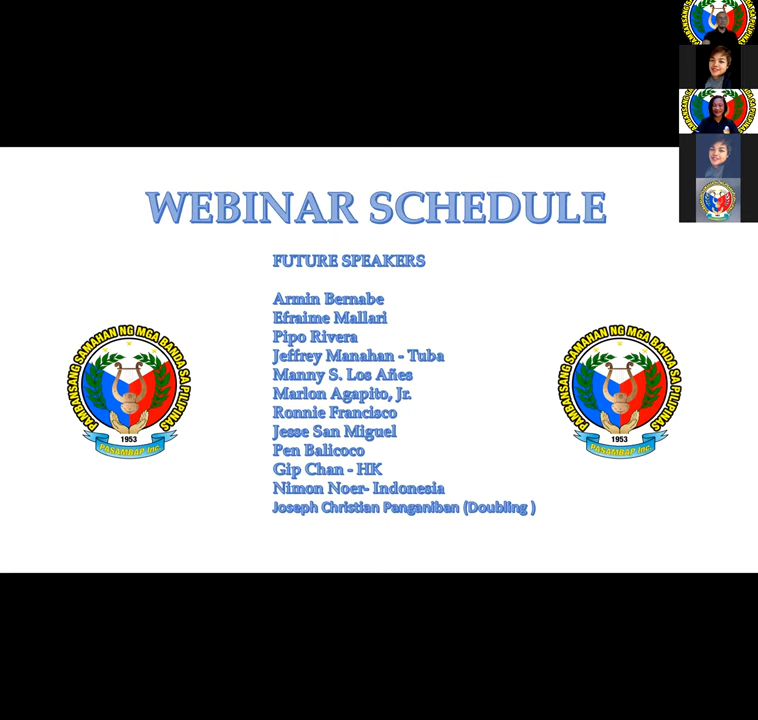 WEBINAR SCHEDULE
FUTURE SPEAKERS
Armin Bernabe
Efraime Mallari
Pipo Rivera
Jeffrey Manahan - Tuba
Manny S. Los Añes
Marlon Agapito, Jr.
Ronnie Francisco
Jesse San Miguel
Pen Balicoco
Gip Chan - HK
Nimon Noer- Indonesia
Joseph Christian Panganiban (Doubling )
PAMBANSANG SAMAHAN NG MGA BANDA SA PILIPINAS
1953
PASAMBAP Inc.
PAMBANSANG SAMAHAN NG MGA BANDA SA PILIPINAS
1953
PASAMBAP Inc.